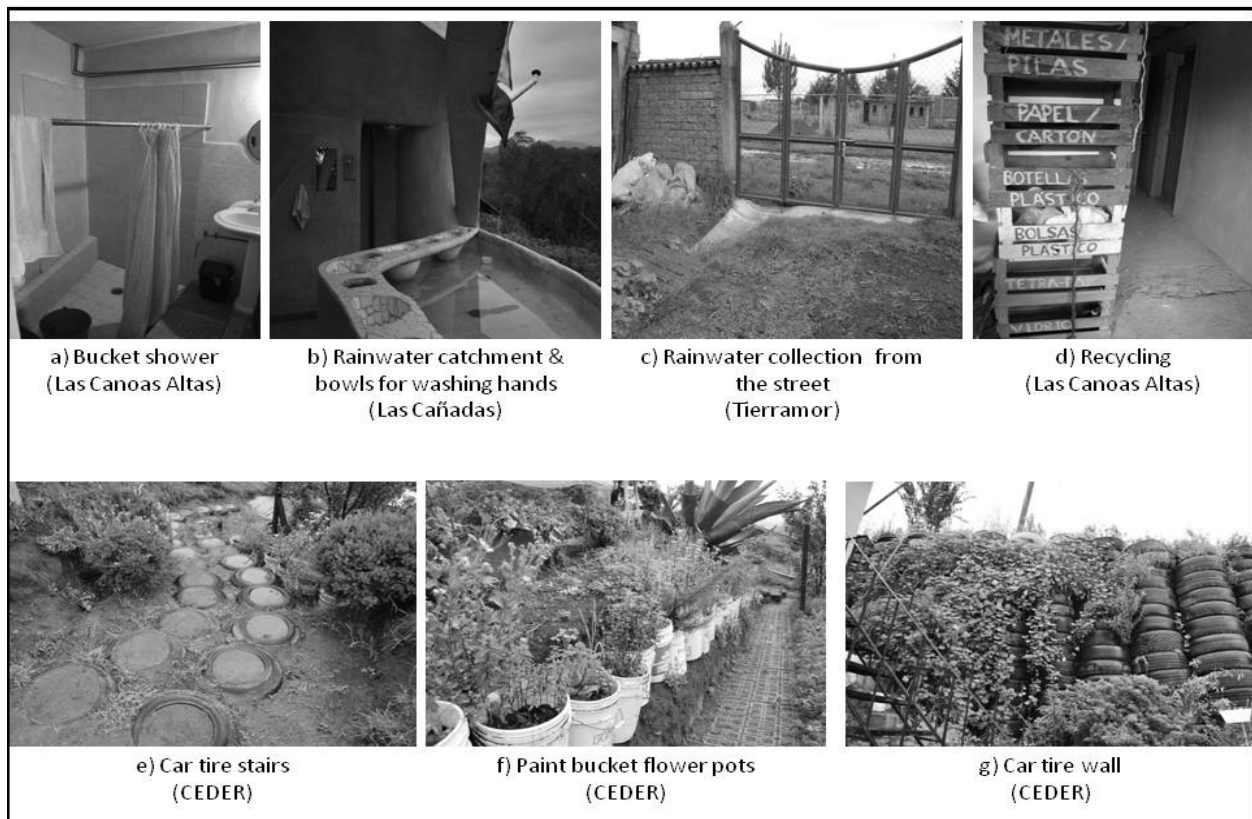 METALES/
PILAS
PAPEL/
CARTON
BOTELLAS
PLASTICO
BOLSAS
PLASTICO
VIDRIO
a) Bucket shower
(Las Canoas Altas)
b) Rainwater catchment &
bowls for washing hands
(Las Cañadas)
c) Rainwater collection from
the street
(Tierramor)
d) Recycling
(Las Canoas Altas)
e) Car tire stairs
(CEDER)
f) Paint bucket flower pots
(CEDER)
g) Car tire wall
(CEDER)